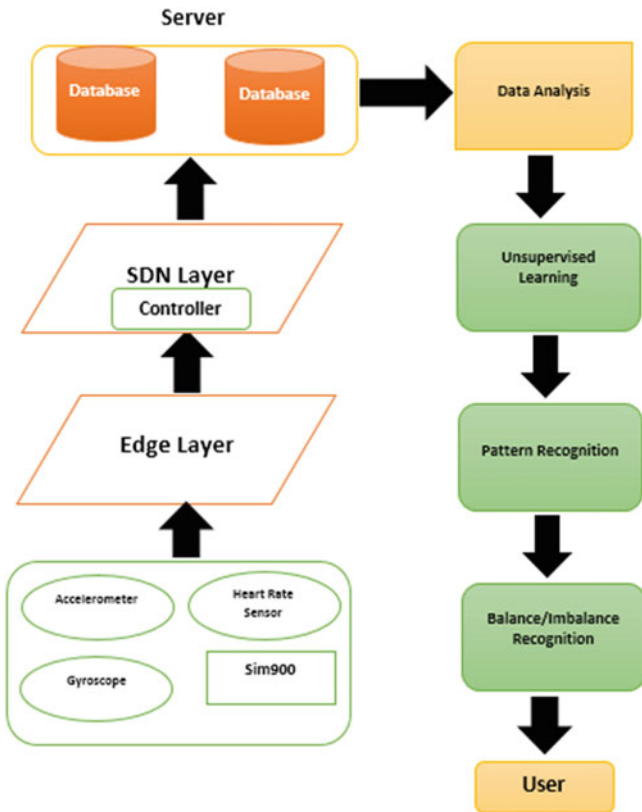 Server
Database
Database
Data Analysis
SDN Layer
Controller
Unsupervised
Learning
Edge Layer
Pattern Recognition
Accelerometer
Heart Rate
Sensor
Gyroscope
Sim900
Balance/Imbalance
Recognition
User